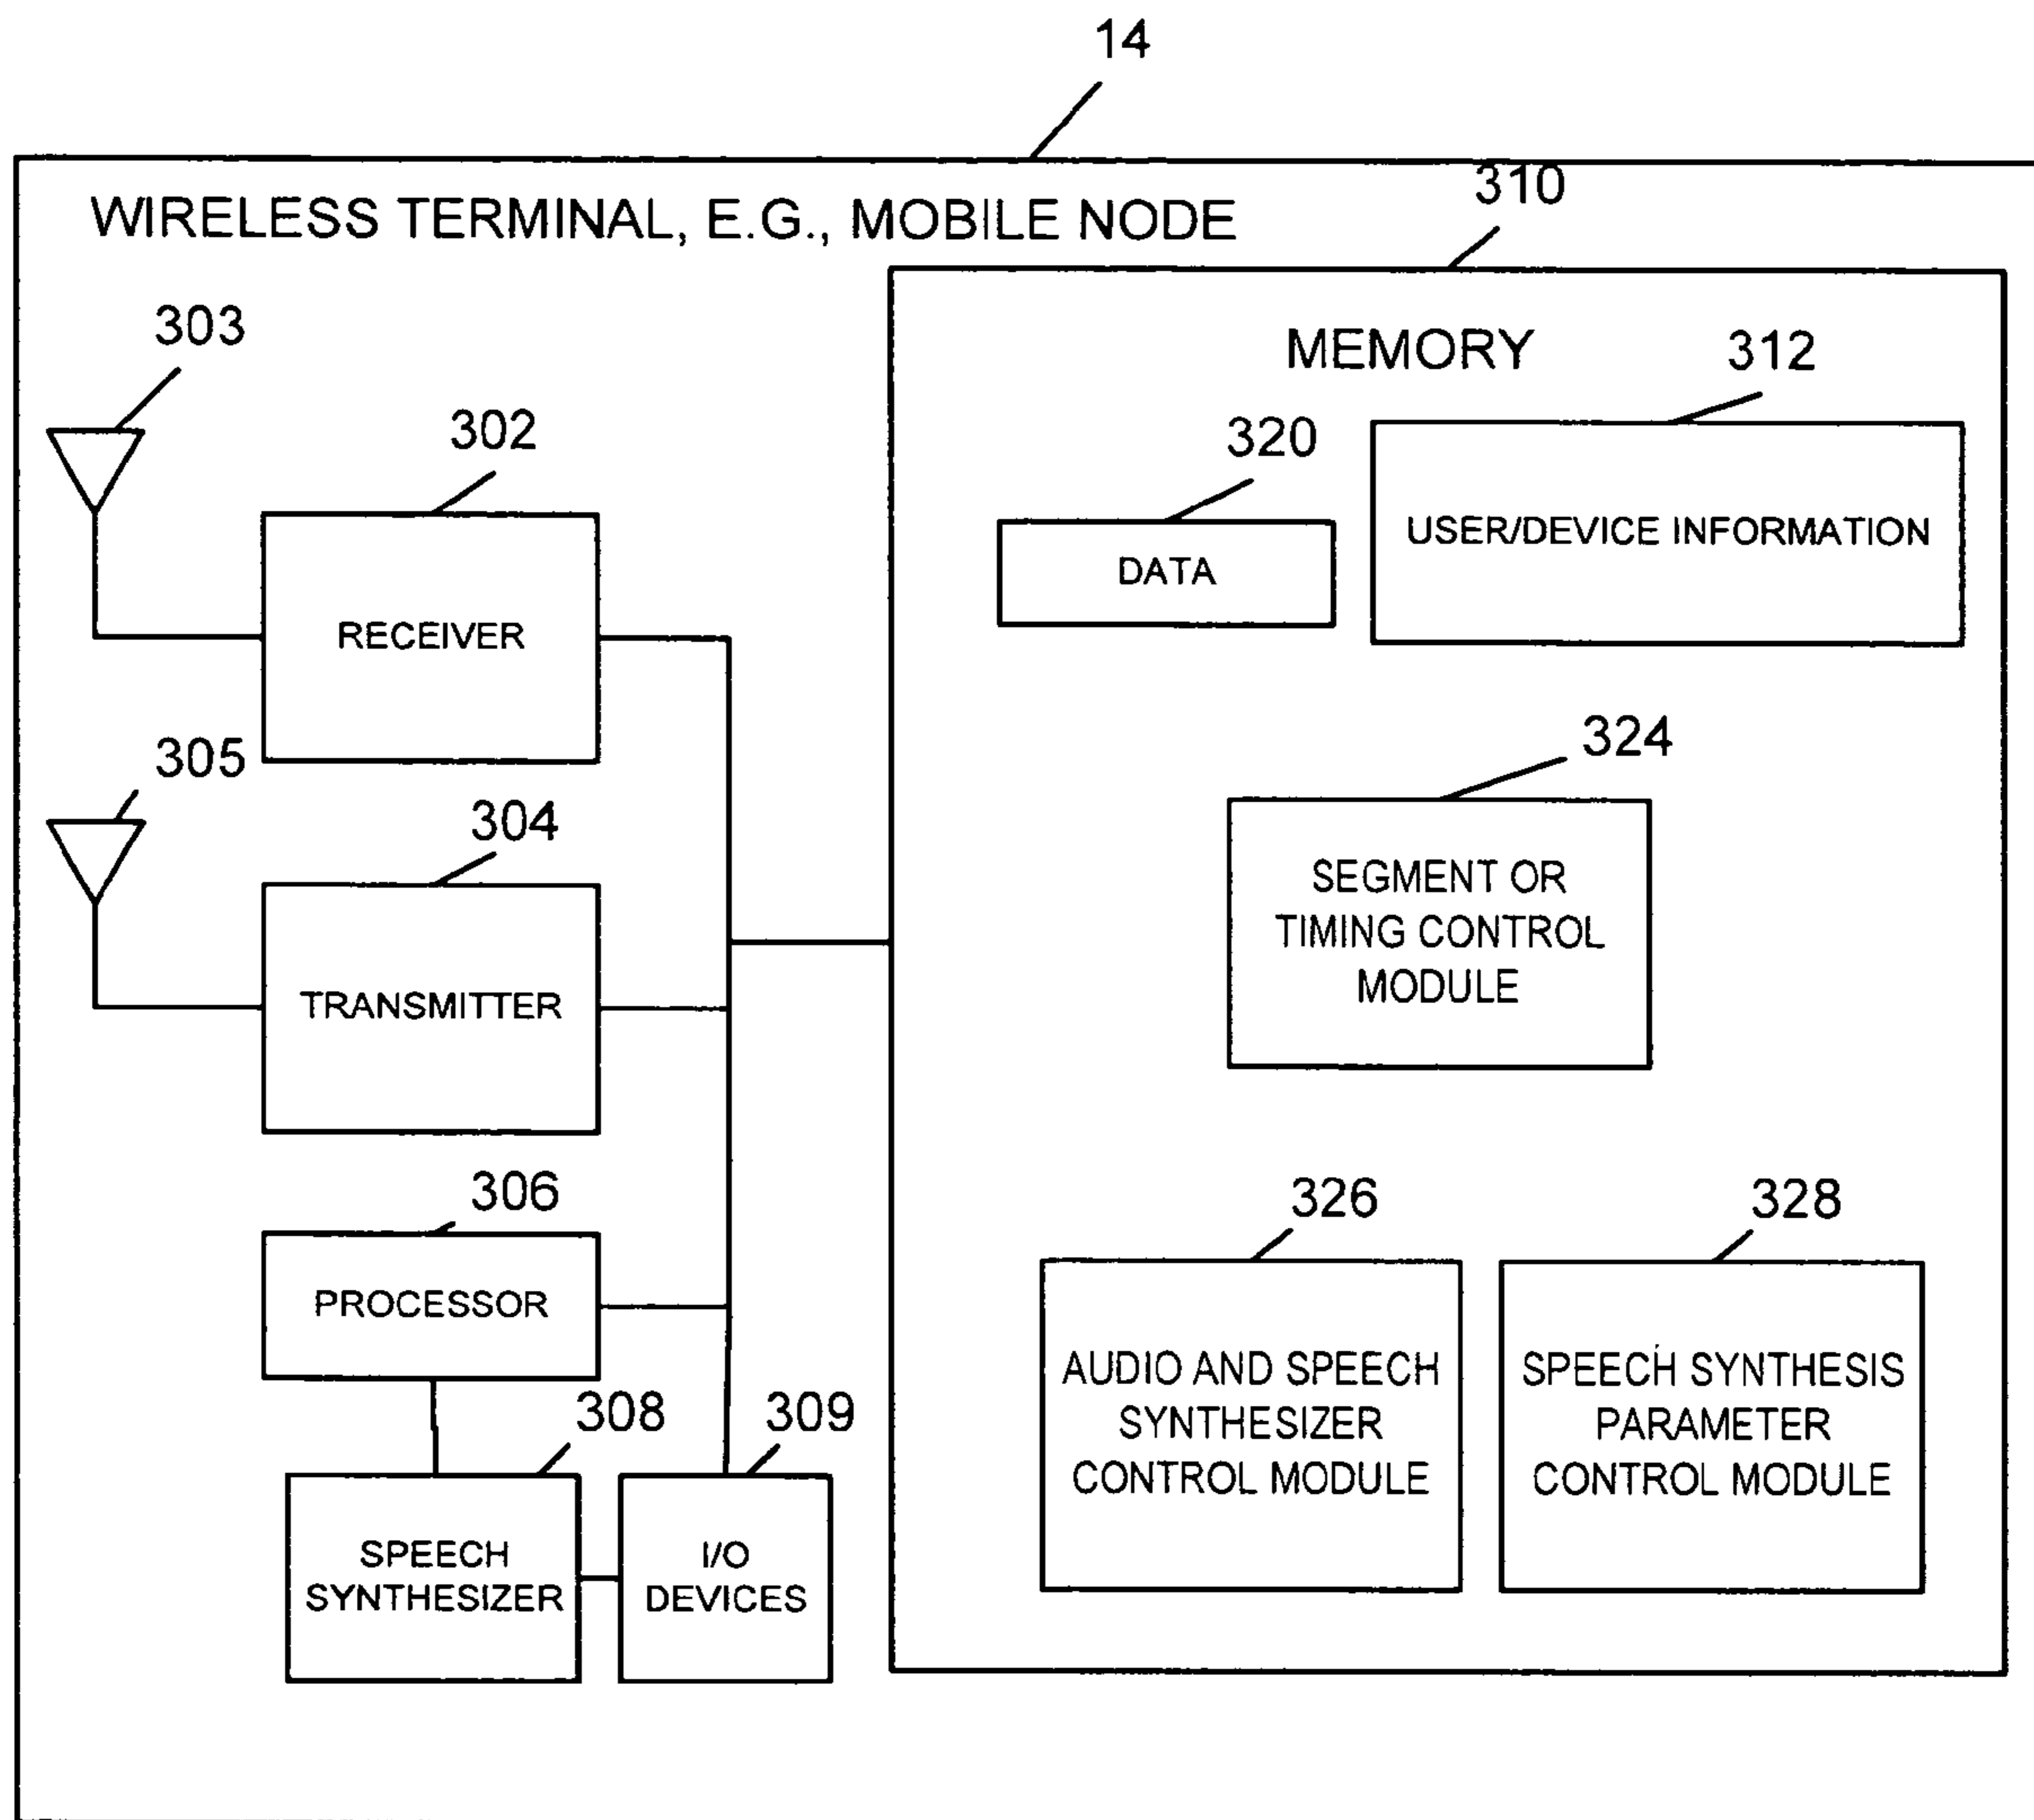 14
WIRELESS TERMINAL, E.G., MOBILE NODE
310
303
MEMORY
312
302
320
USER/DEVICE INFORMATION
DATA
RECEIVER
305
324
304
SEGMENT OR
TIMING CONTROL
MODULE
TRANSMITTER
306
326
328
PROCESSOR
AUDIO AND SPEECH
SYNTHESIZER
CONTROL MODULE
SPEECH SYNTHESIS
PARAMETER
CONTROL MODULE
308
309
SPEECH
SYNTHESIZER
I/O
DEVICES